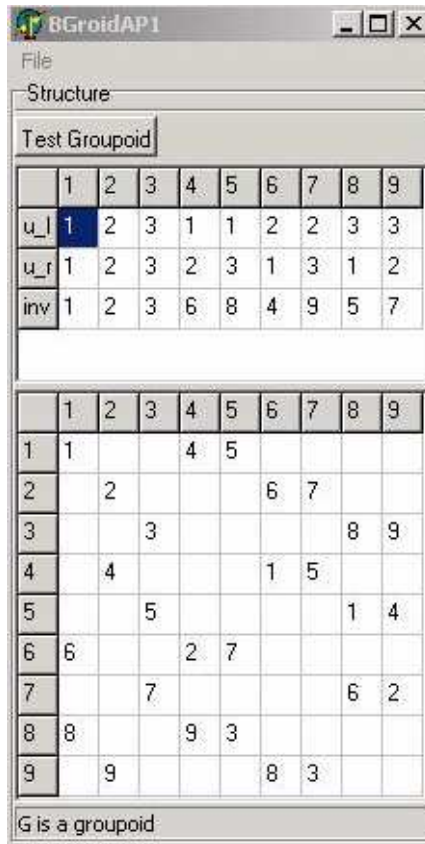 BGroidAP1
File
Structure
Test Groupoid
1 2 3 4 5 6 7 8 9
u_l 1 2 3 1 1 2 2 3 3
u_r 1 2 3 2 3 1 3 1 2
inv 1 2 3 6 8 4 9 5 7
1 2 3 4 5 6 7 8 9
1 1 4 5
2 2 6 7
3 3 8 9
4 4 1 5
5 5 1 4
6 6 2 7
7 7 6 2
8 8 9 3
9 9 8 3
G is a groupoid